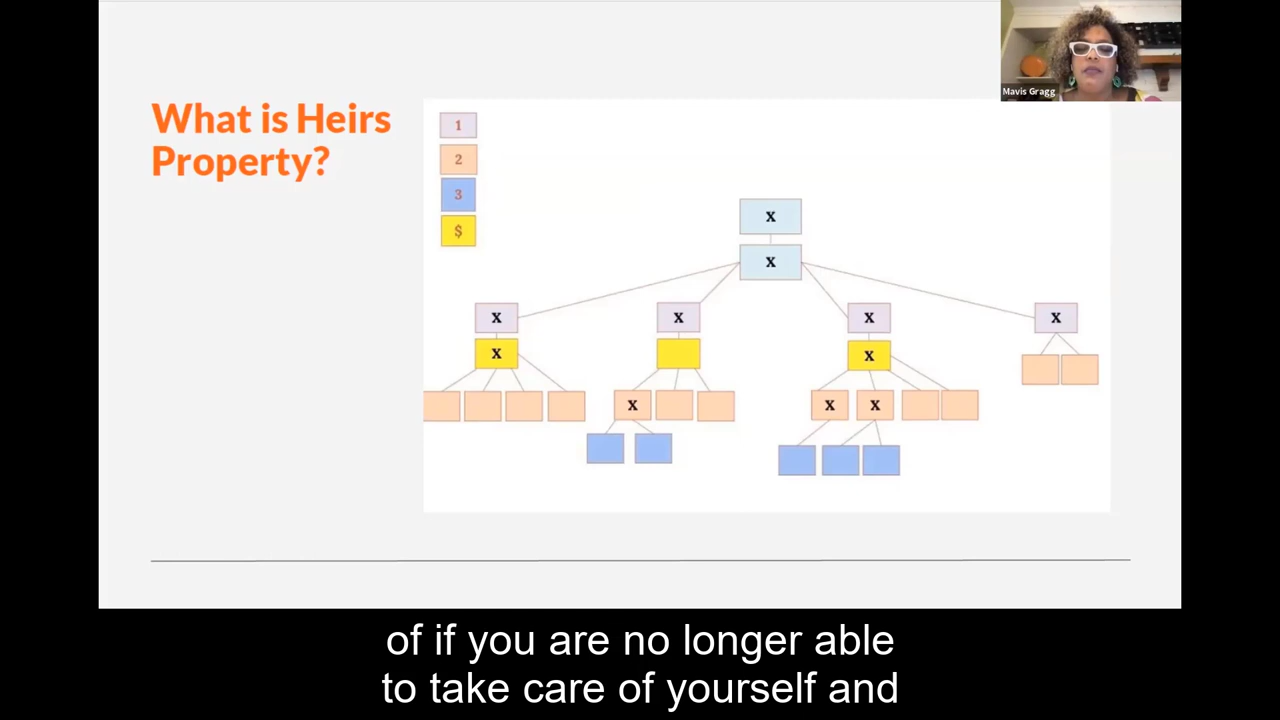 Mavis Gragg
What is Heirs
Property?
1
2
3
$
x
x
x x x x
x x
x x x
of if you are no longer able
to take care of yourself and